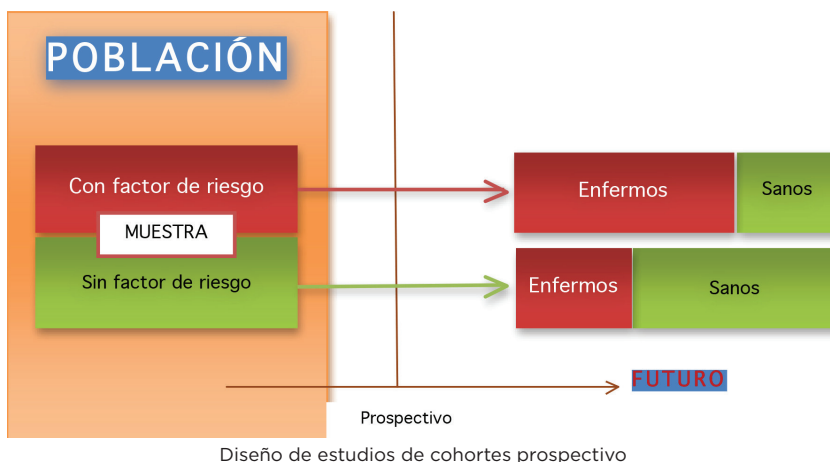 POBLACIÓN
Con factor de riesgo
MUESTRA
Sin factor de riesgo
Enfermos
Sanos
Enfermos
Sanos
FUTURO
Prospectivo
Diseño de estudios de cohortes prospectivo